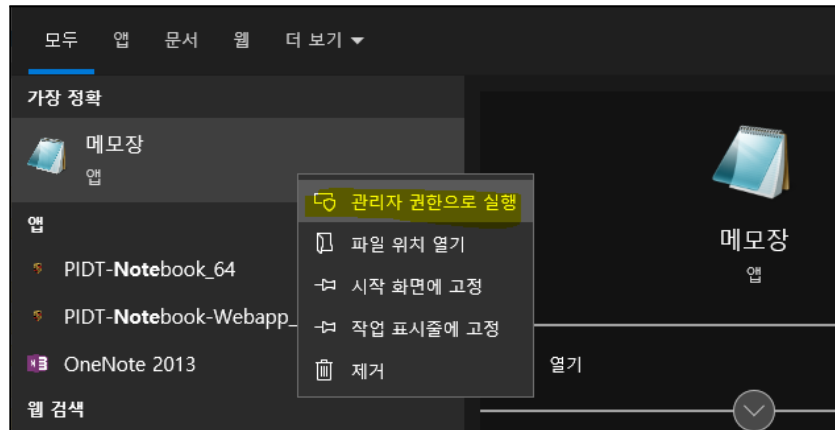 모두 앱 문서 웹 더 보기
가장 정확
메모장
앱
관리자 권한으로 실행
파일 위치 열기
시작 화면에 고정
작업 표시줄에 고정
제거
앱
PIDT-Notebook_64
PIDT-Notebook-Webapp_
OneNote 2013
웹 검색
메모장
앱
열기